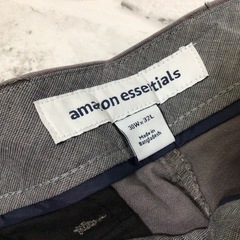 amazon essentials
30W x 32L
Made in
Bangladesh